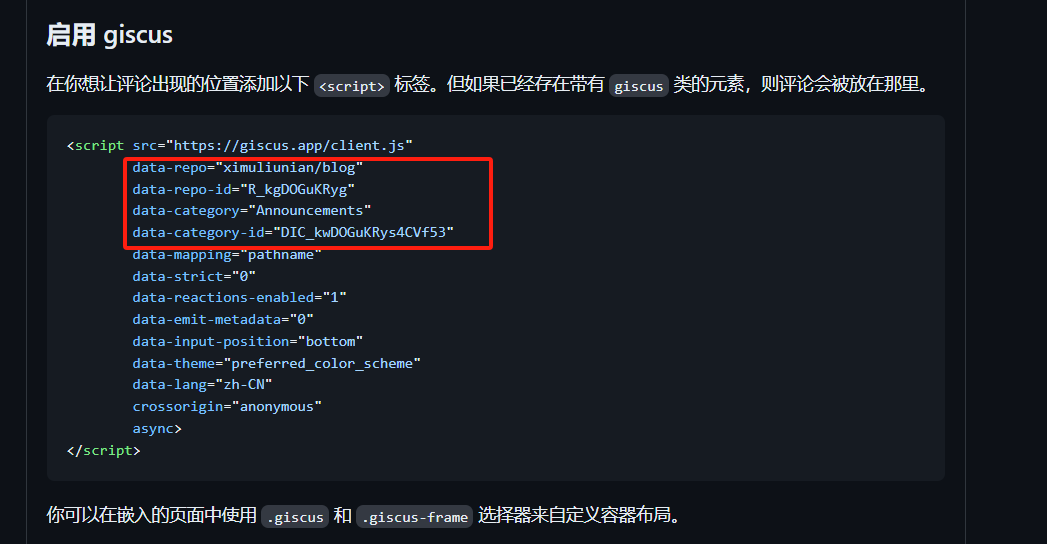 启用 giscus
在你想让评论出现的位置添加以下 <script> 标签。但如果已经存在带有 giscus 类的元素，则评论会被放在那里。
<script src="https://giscus.app/client.js"
data-repo="ximuliunian/blog"
data-repo-id="R_kgDOGuKRyg"
data-category="Announcements"
data-category-id="DIC_kwDOGuKRys4CVf53"
data-mapping="pathname"
data-strict="0"
data-reactions-enabled="1"
data-emit-metadata="0"
data-input-position="bottom"
data-theme="preferred_color_scheme"
data-lang="zh-CN"
crossorigin="anonymous"
async>
</script>
你可以在嵌入的页面中使用 .giscus 和 .giscus-frame 选择器来自定义容器布局。